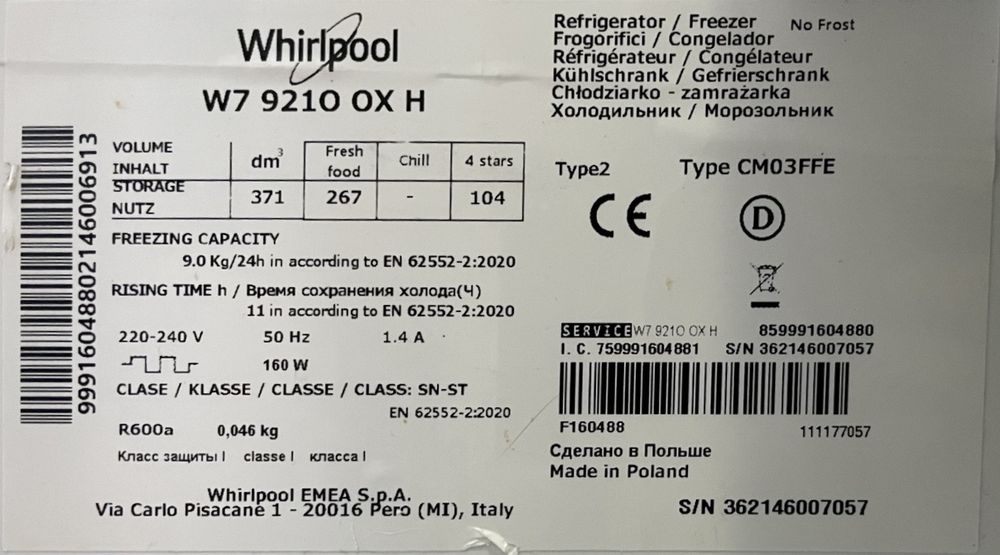 Whirlpool
W7 9210 OX H
999160488021460069​13
VOLUME
INHALT
STORAGE
NUTZ
dm³ Fresh food Chill 4 stars
371 267 - 104
FREEZING CAPACITY
9.0 Kg/24h in according to EN 62552-2:2020
RISING TIME h / Время сохранения холода(Ч)
11 in according to EN 62552-2:2020
220-240 V 50 Hz 1.4 A
160 W
CLASE / KLASSE / CLASSE / CLASS: SN-ST
EN 62552-2:2020
R600a 0,046 kg
Класс защиты I classe I класса I
Whirlpool EMEA S.p.A.
Via Carlo Pisacane 1 - 20016 Pero (MI), Italy
Refrigerator / Freezer No Frost
Frogorifici / Congelador
Réfrigérateur / Congélateur
Kühlschrank / Gefrierschrank
Chłodziarko - zamrażarka
Холодильник / Морозольник
Type2 Type CM03FFE
CE D
SERVICE W7 9210 OX H 859991604880
I. C. 759991604881 S/N 362146007057
F160488 111177057
Сделано в Польше
Made in Poland
S/N 362146007057